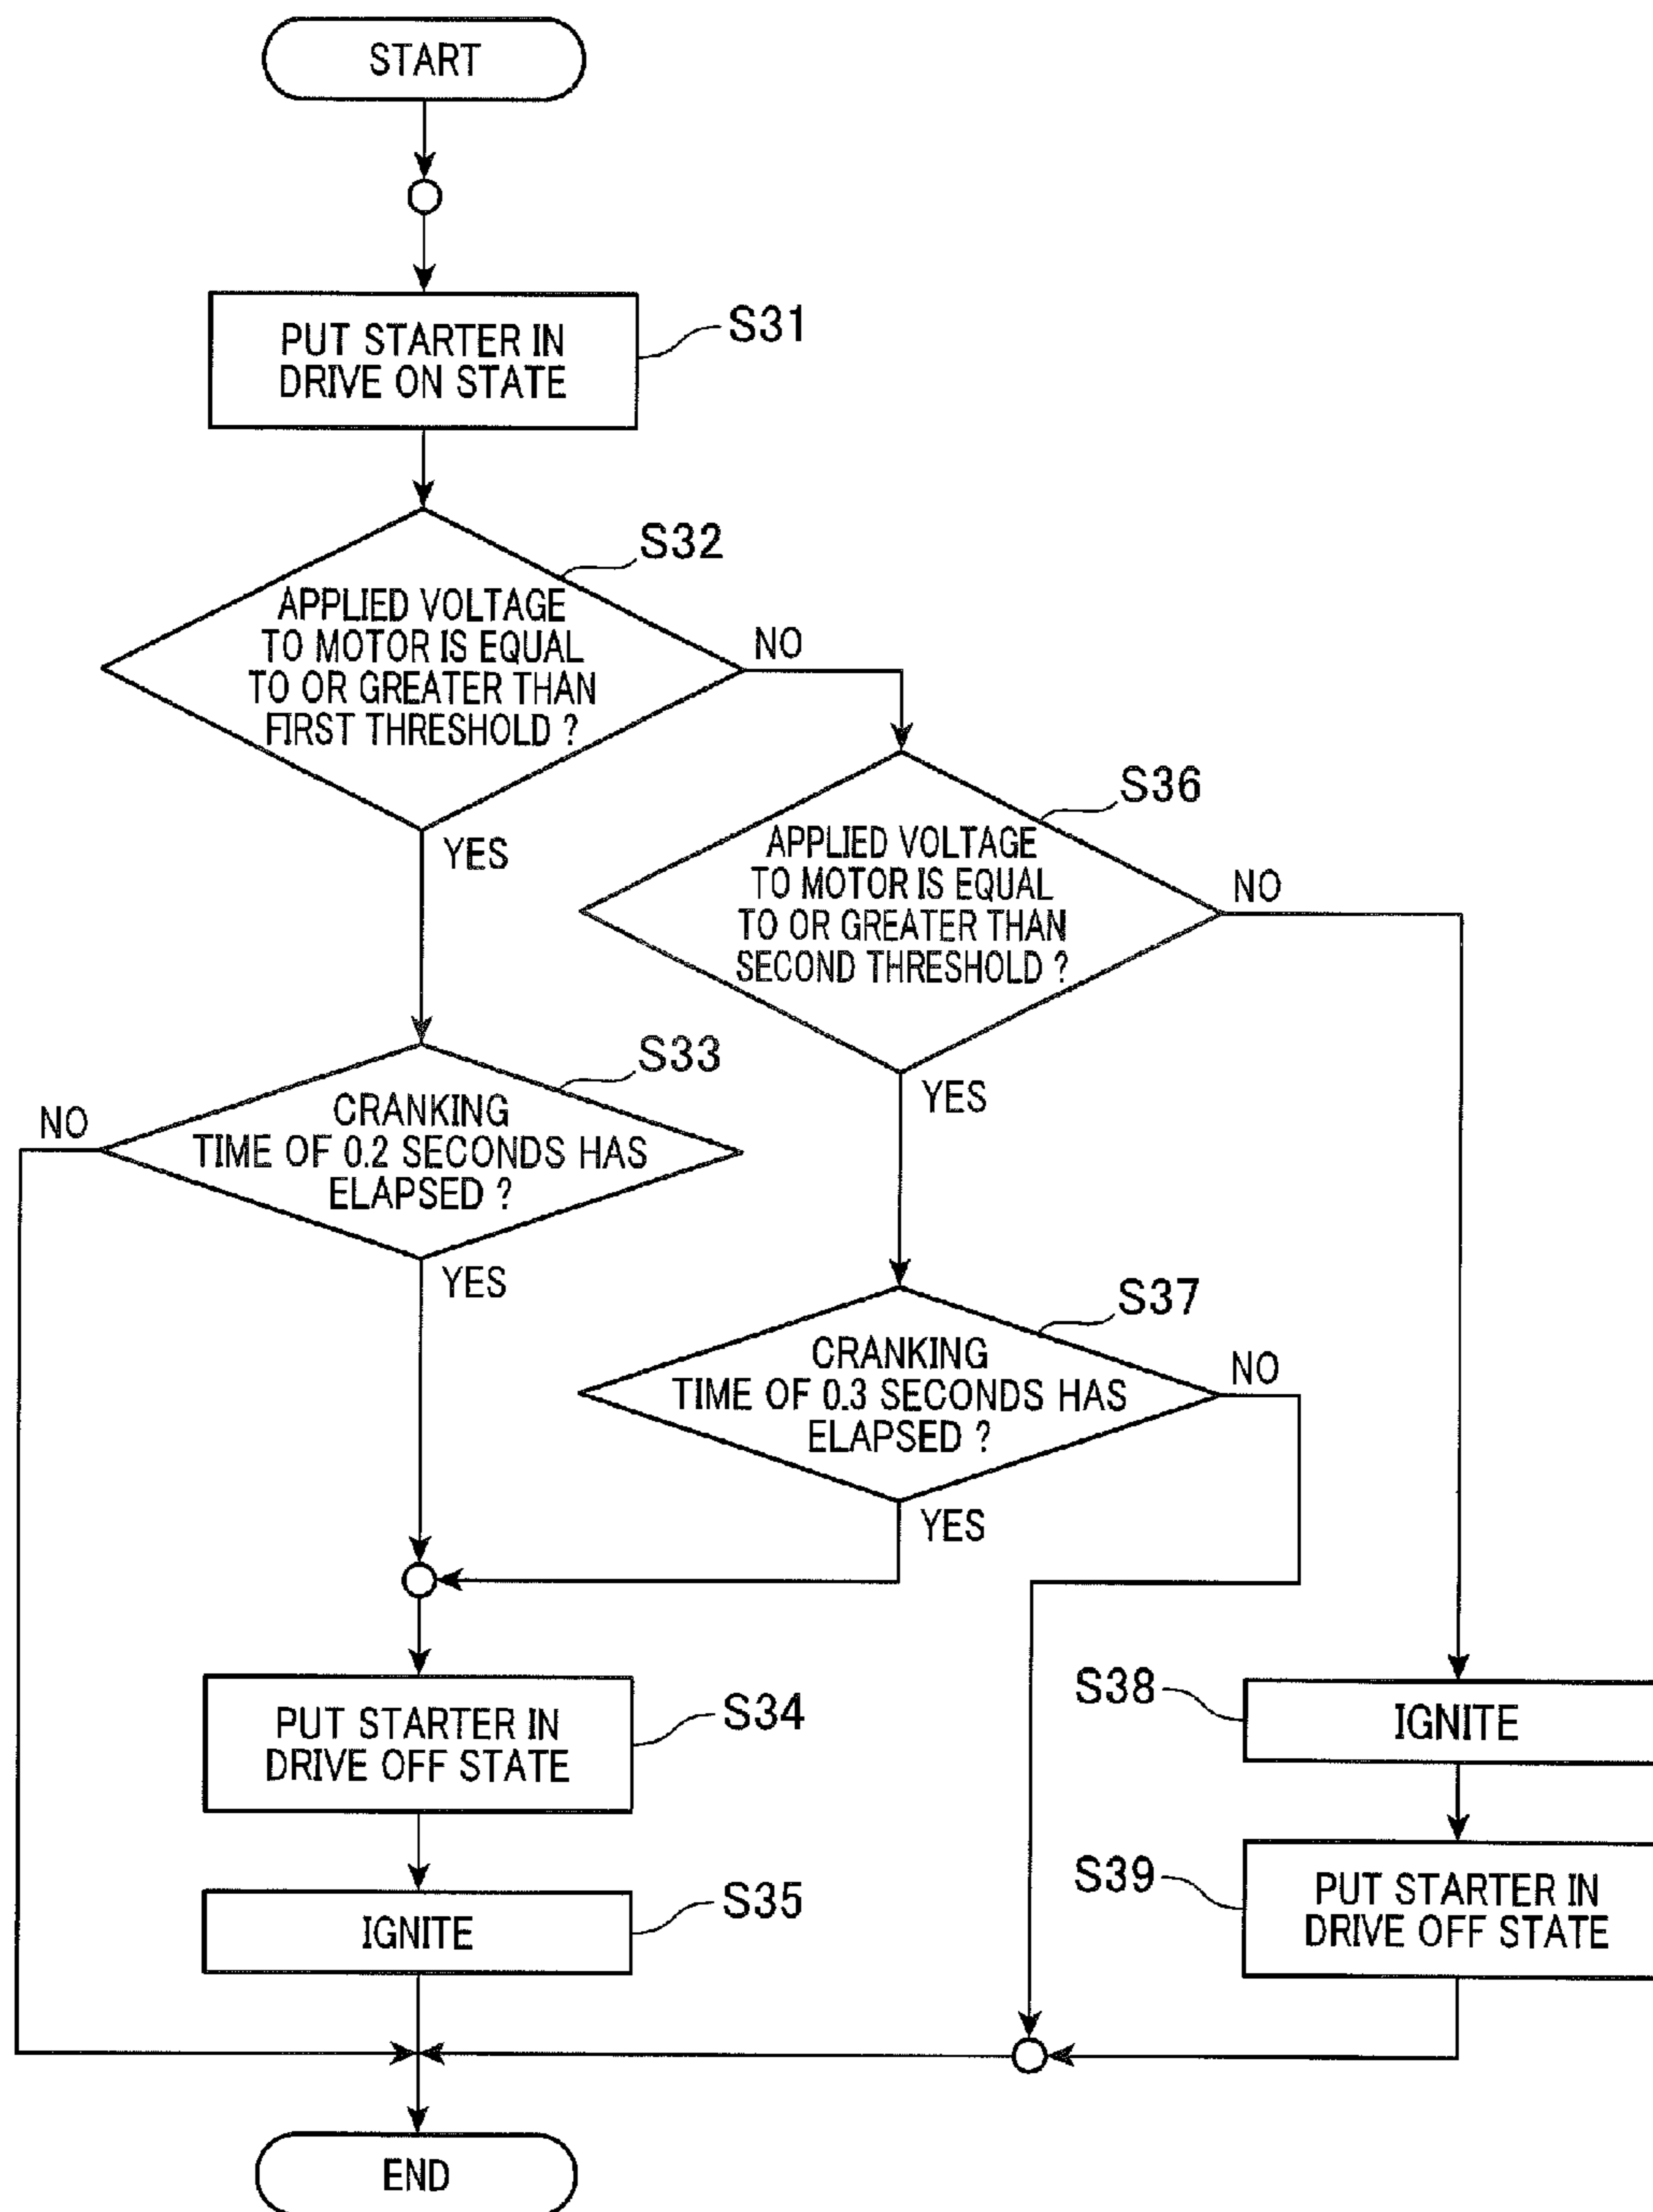 START
PUT STARTER IN
DRIVE ON STATE
S31
S32
APPLIED VOLTAGE
TO MOTOR IS EQUAL
TO OR GREATER THAN
FIRST THRESHOLD ?
NO
YES
S36
APPLIED VOLTAGE
TO MOTOR IS EQUAL
TO OR GREATER THAN
SECOND THRESHOLD ?
NO
YES
S33
CRANKING
TIME OF 0.2 SECONDS HAS
ELAPSED ?
NO
YES
S37
CRANKING
TIME OF 0.3 SECONDS HAS
ELAPSED ?
NO
YES
PUT STARTER IN
DRIVE OFF STATE
S34
IGNITE
S35
S38
IGNITE
S39
PUT STARTER IN
DRIVE OFF STATE
END